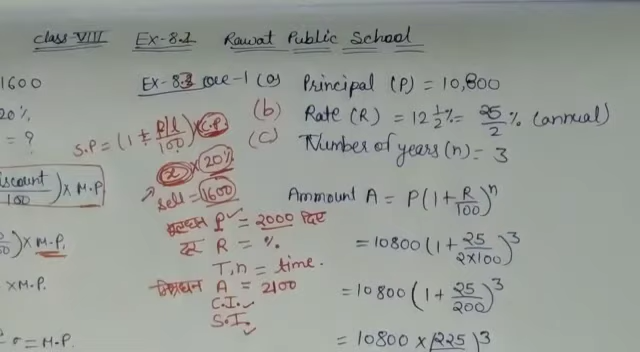 class-VIII Ex-8.2 Rawat Public School
1600
20%
= ?
iscount/100) × M.P
) × M.P.
× M.P.
= M.P.
Ex-8.3 que-1 (a) Principal (P) = 10,800
(b) Rate (R) = 12 1/2 % = 25/2 % (annual)
(c) Number of years (n) = 3
S.P = (1 ± P/l/100) × C.P
x × 20%
sell = 1600
मूलधन P = 2000 दिए
दर R = %
T, n = time.
मिश्रधन A = 2100
C.I.
S.I.
Ammount A = P(1 + R/100)^n
= 10800 (1 + 25/2×100)^3
= 10800 (1 + 25/200)^3
= 10800 × (225)^3